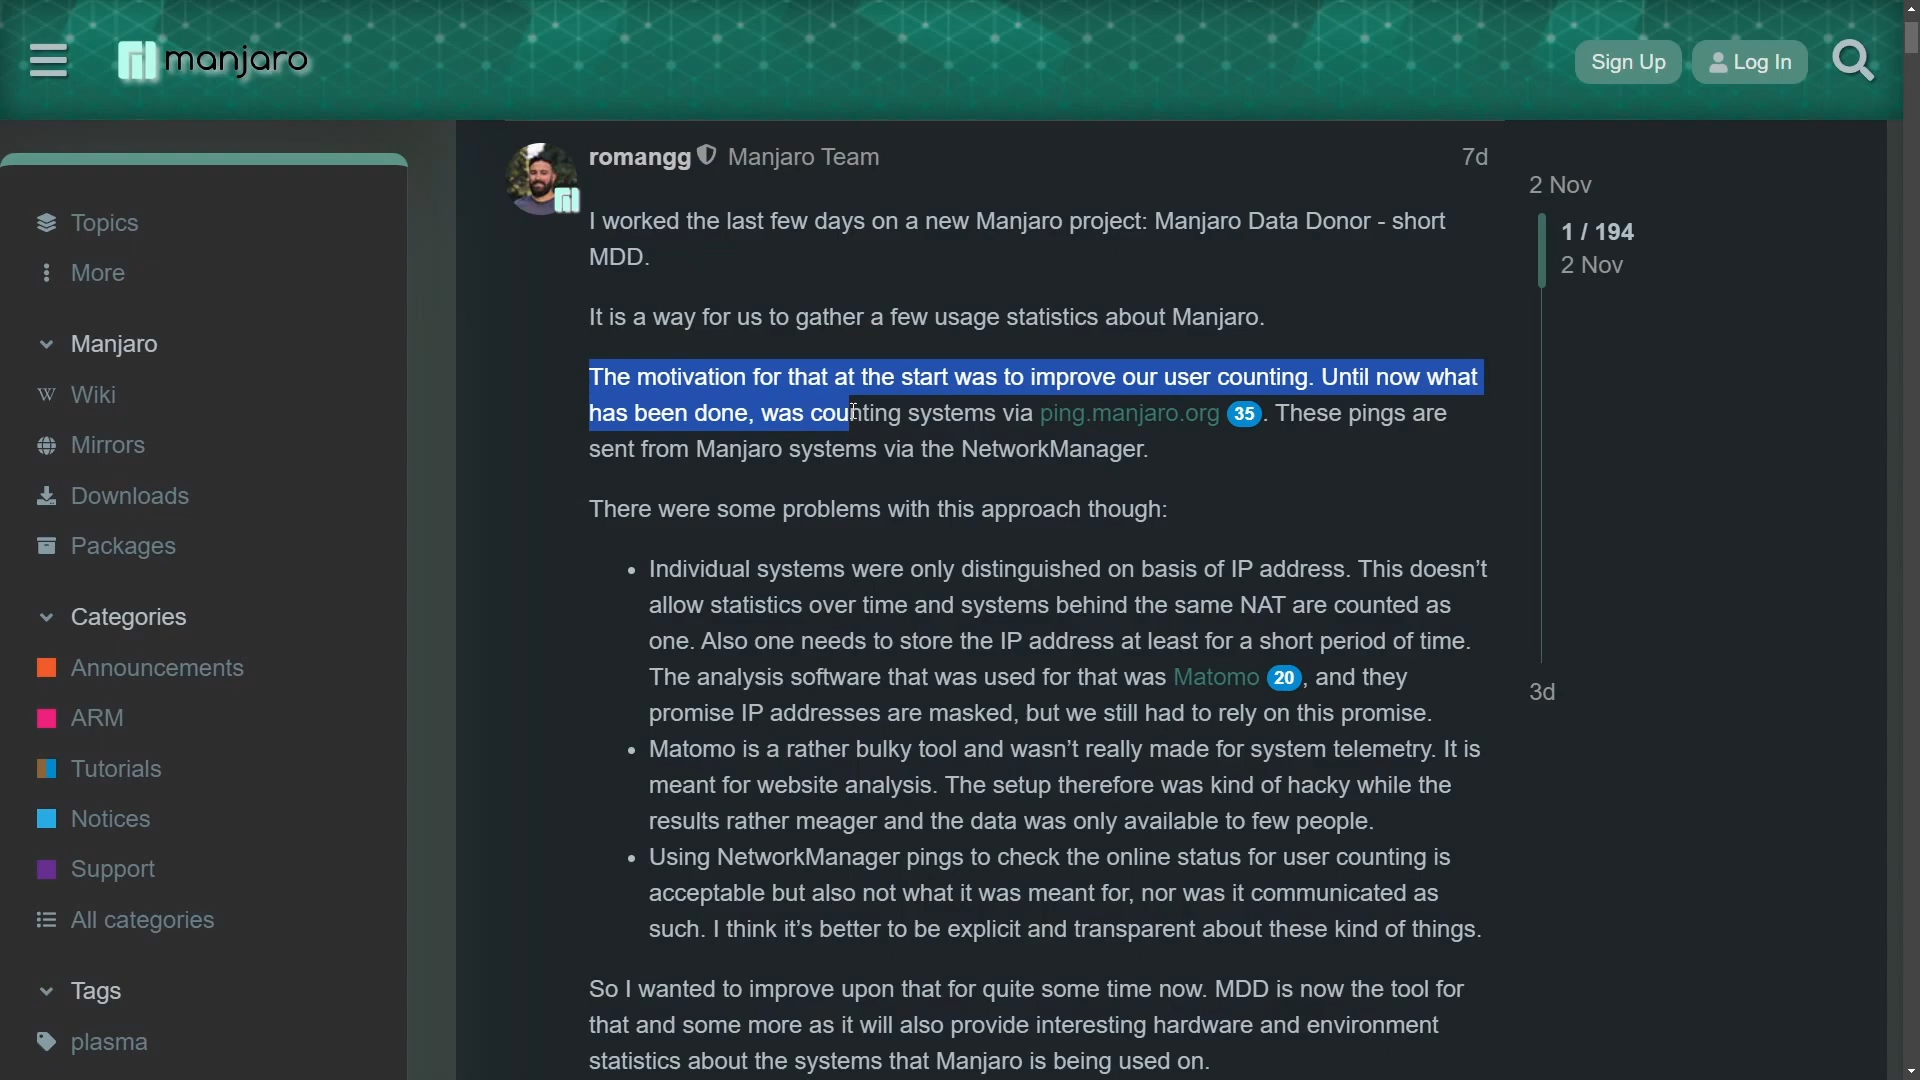 manjaro
Sign Up
Log In
Topics
More
Manjaro
Wiki
Mirrors
Downloads
Packages
Categories
Announcements
ARM
Tutorials
Notices
Support
All categories
Tags
plasma
romangg Manjaro Team 7d
I worked the last few days on a new Manjaro project: Manjaro Data Donor - short
MDD.
It is a way for us to gather a few usage statistics about Manjaro.
The motivation for that at the start was to improve our user counting. Until now what
has been done, was counting systems via ping.manjaro.org 35. These pings are
sent from Manjaro systems via the NetworkManager.
There were some problems with this approach though:
• Individual systems were only distinguished on basis of IP address. This doesn’t
allow statistics over time and systems behind the same NAT are counted as
one. Also one needs to store the IP address at least for a short period of time.
The analysis software that was used for that was Matomo 20, and they
promise IP addresses are masked, but we still had to rely on this promise.
• Matomo is a rather bulky tool and wasn’t really made for system telemetry. It is
meant for website analysis. The setup therefore was kind of hacky while the
results rather meager and the data was only available to few people.
• Using NetworkManager pings to check the online status for user counting is
acceptable but also not what it was meant for, nor was it communicated as
such. I think it’s better to be explicit and transparent about these kind of things.
So I wanted to improve upon that for quite some time now. MDD is now the tool for
that and some more as it will also provide interesting hardware and environment
statistics about the systems that Manjaro is being used on.
2 Nov
1 / 194
2 Nov
3d